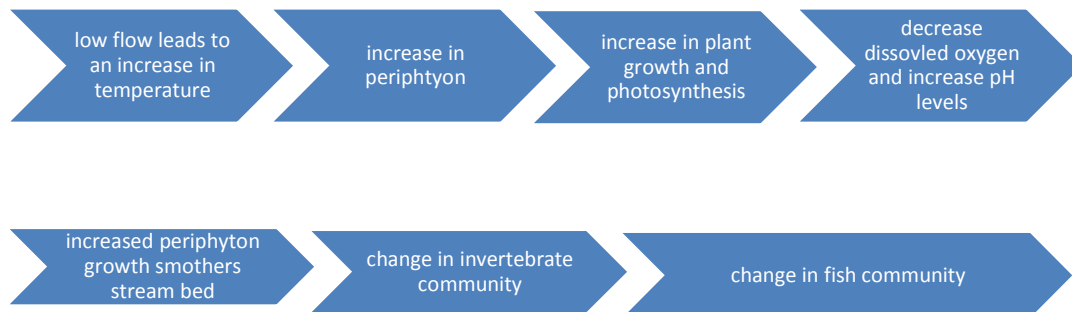 low flow leads to
an increase in
temperature
increase in
periphtyon
increase in plant
growth and
photosynthesis
decrease
dissovled oxygen
and increase pH
levels
increased periphyton
growth smothers
stream bed
change in invertebrate
community
change in fish community